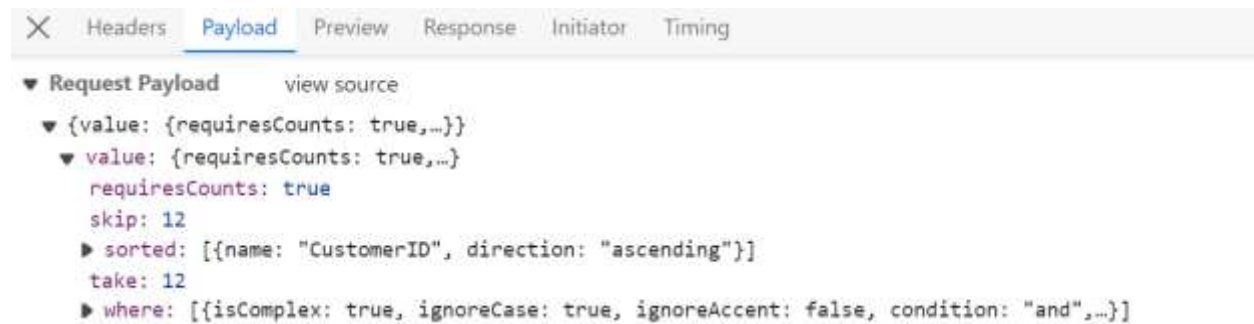 Headers Payload Preview Response Initiator Timing
Request Payload view source
{value: {requiresCounts: true,…}}
value: {requiresCounts: true,…}
requiresCounts: true
skip: 12
sorted: [{name: "CustomerID", direction: "ascending"}]
take: 12
where: [{isComplex: true, ignoreCase: true, ignoreAccent: false, condition: "and",…}]